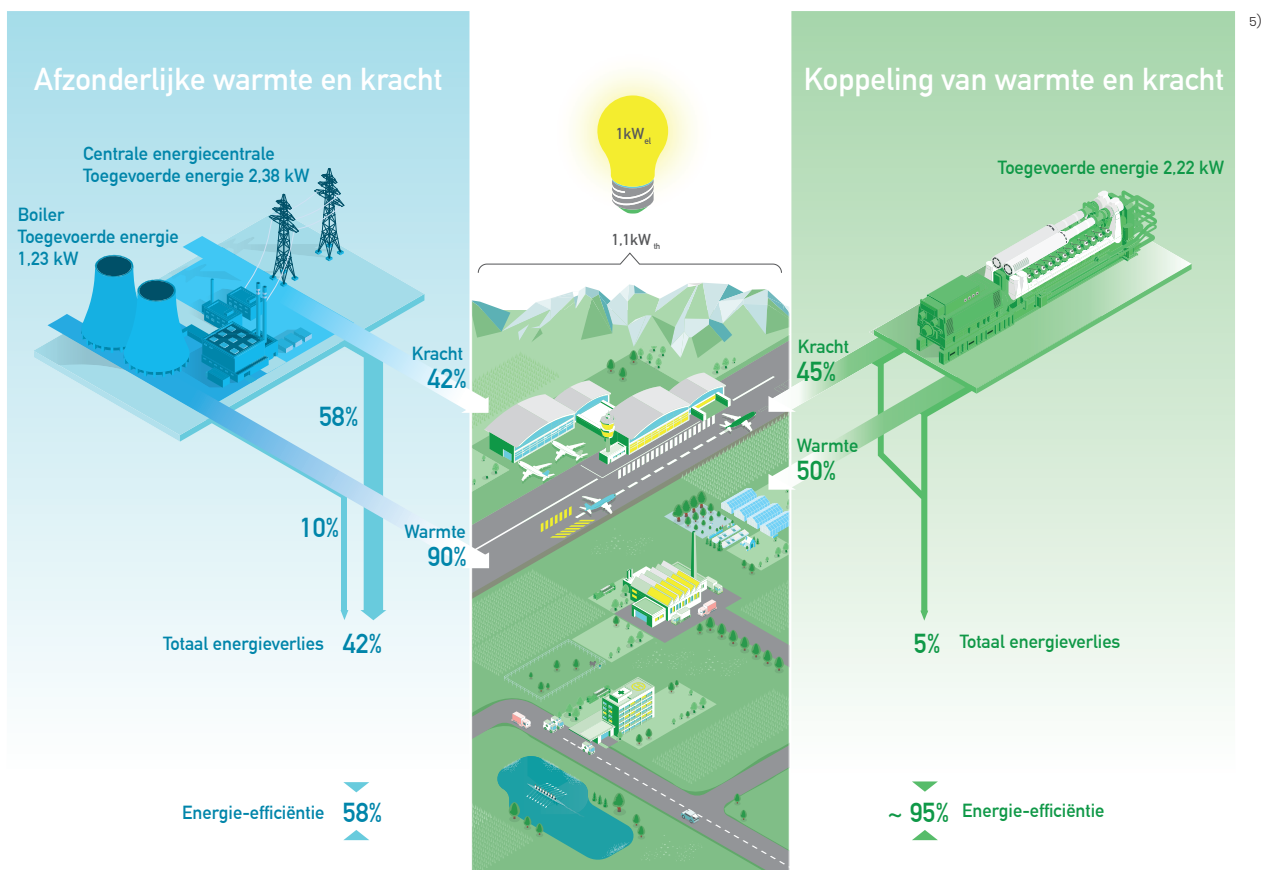 5)
Afzonderlijke warmte en kracht
Centrale energiecentrale
Toegevoerde energie 2,38 kW
Boiler
Toegevoerde energie
1,23 kW
Kracht
42%
58%
10%
Warmte
90%
Totaal energieverlies 42%
Energie-efficiëntie 58%
1kWel
1,1kWth
Koppeling van warmte en kracht
Toegevoerde energie 2,22 kW
Kracht
45%
Warmte
50%
5% Totaal energieverlies
~ 95% Energie-efficiëntie